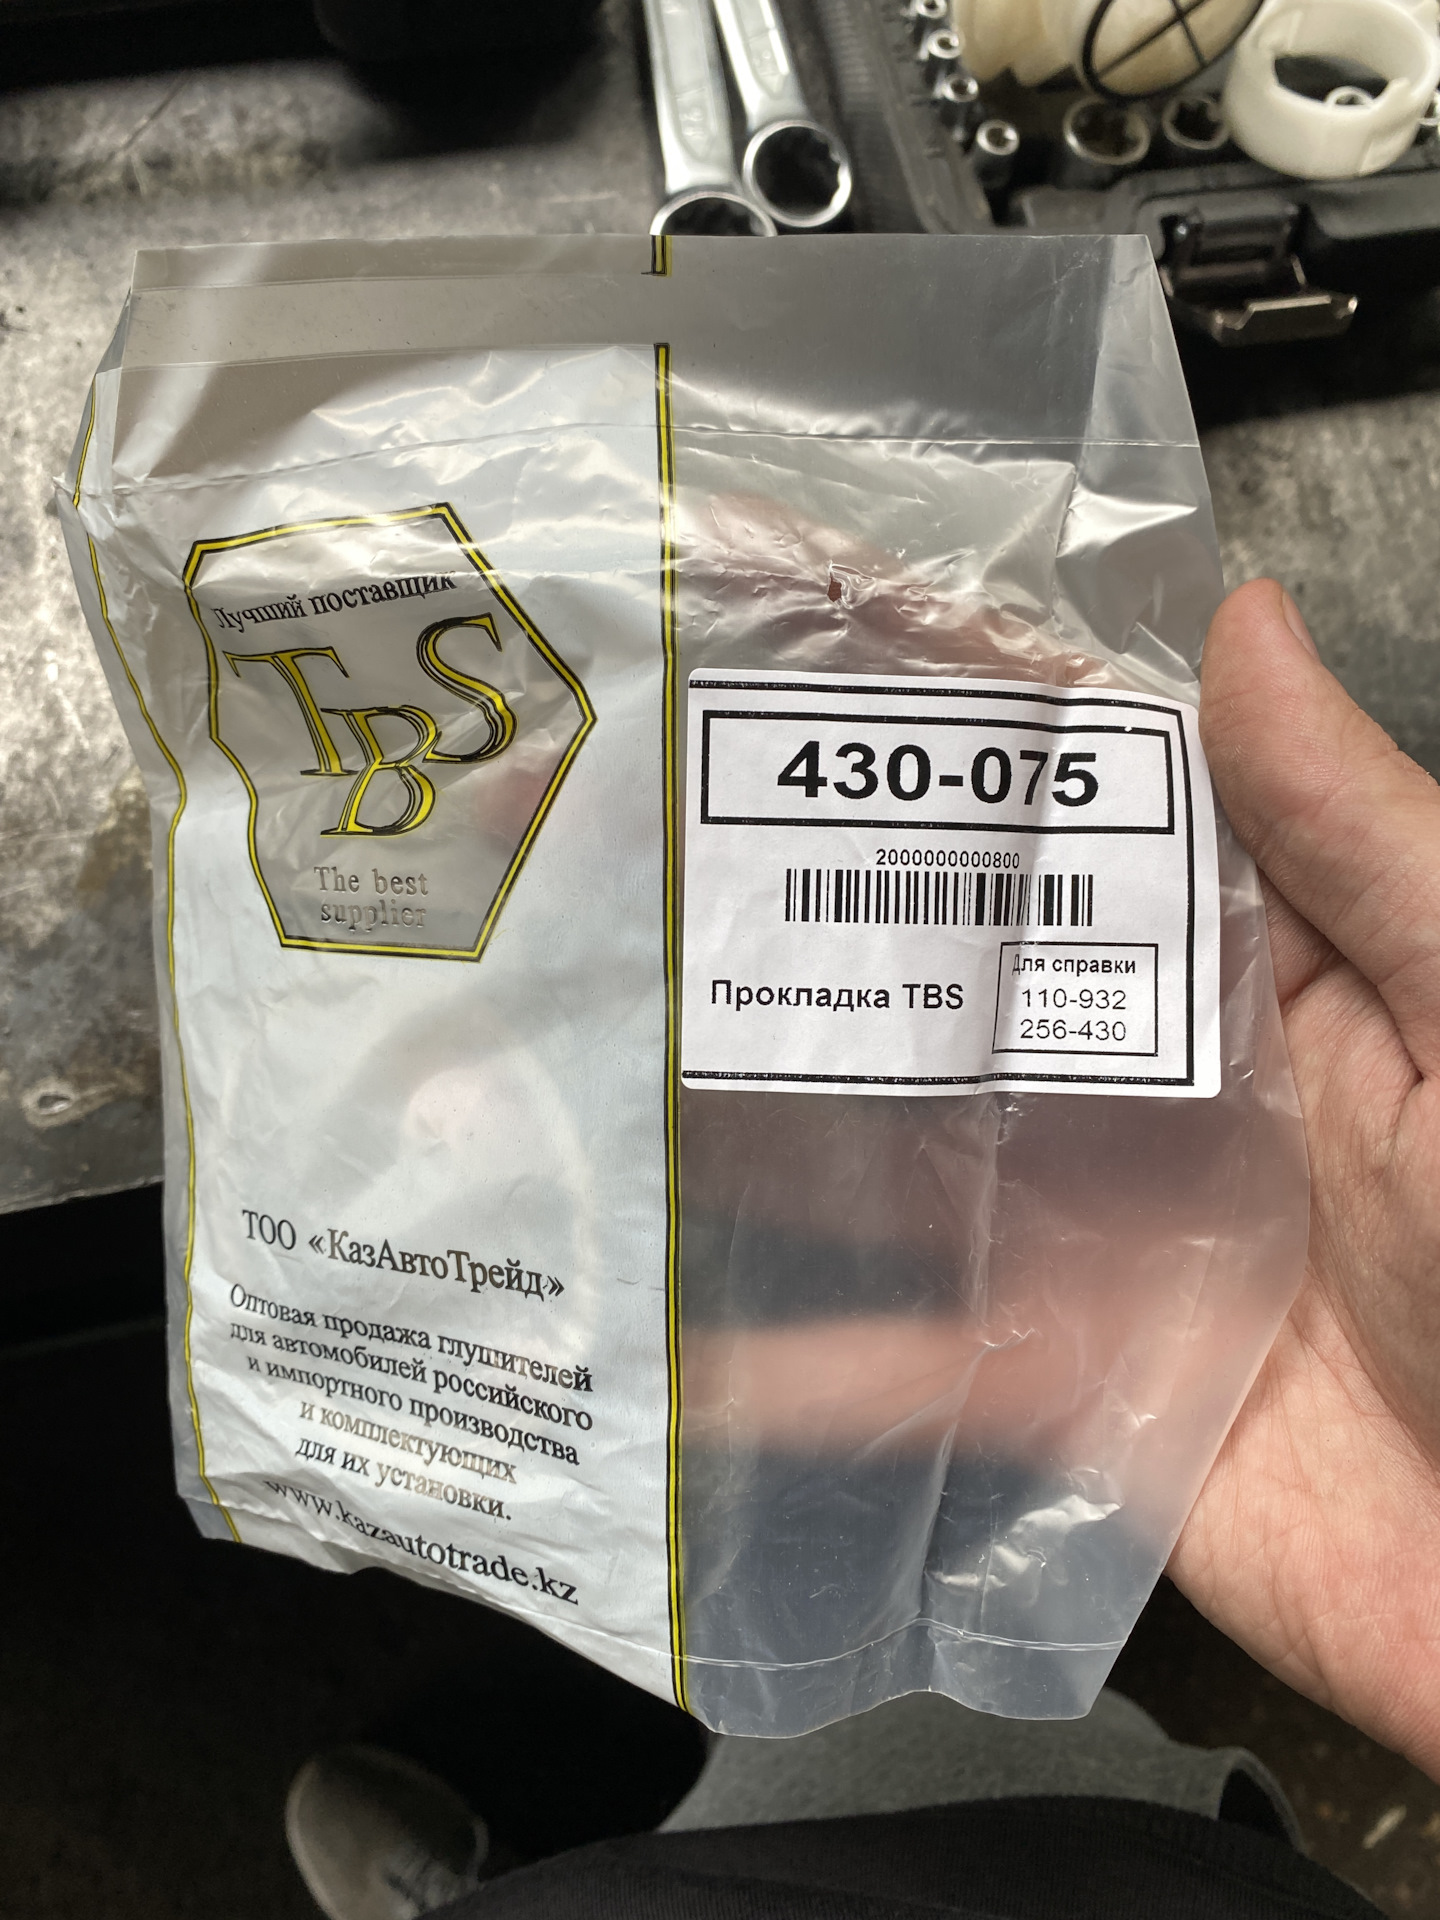 Лучший поставщик
TBS
The best
supplier
430-075
2000000000800
Прокладка TBS
Для справки
110-932
256-430
ТОО «КазАвтоТрейд»
Оптовая продажа глушителей
для автомобилей российского
и импортного производства
и комплектующих
для их установки.
www.kazautotrade.kz